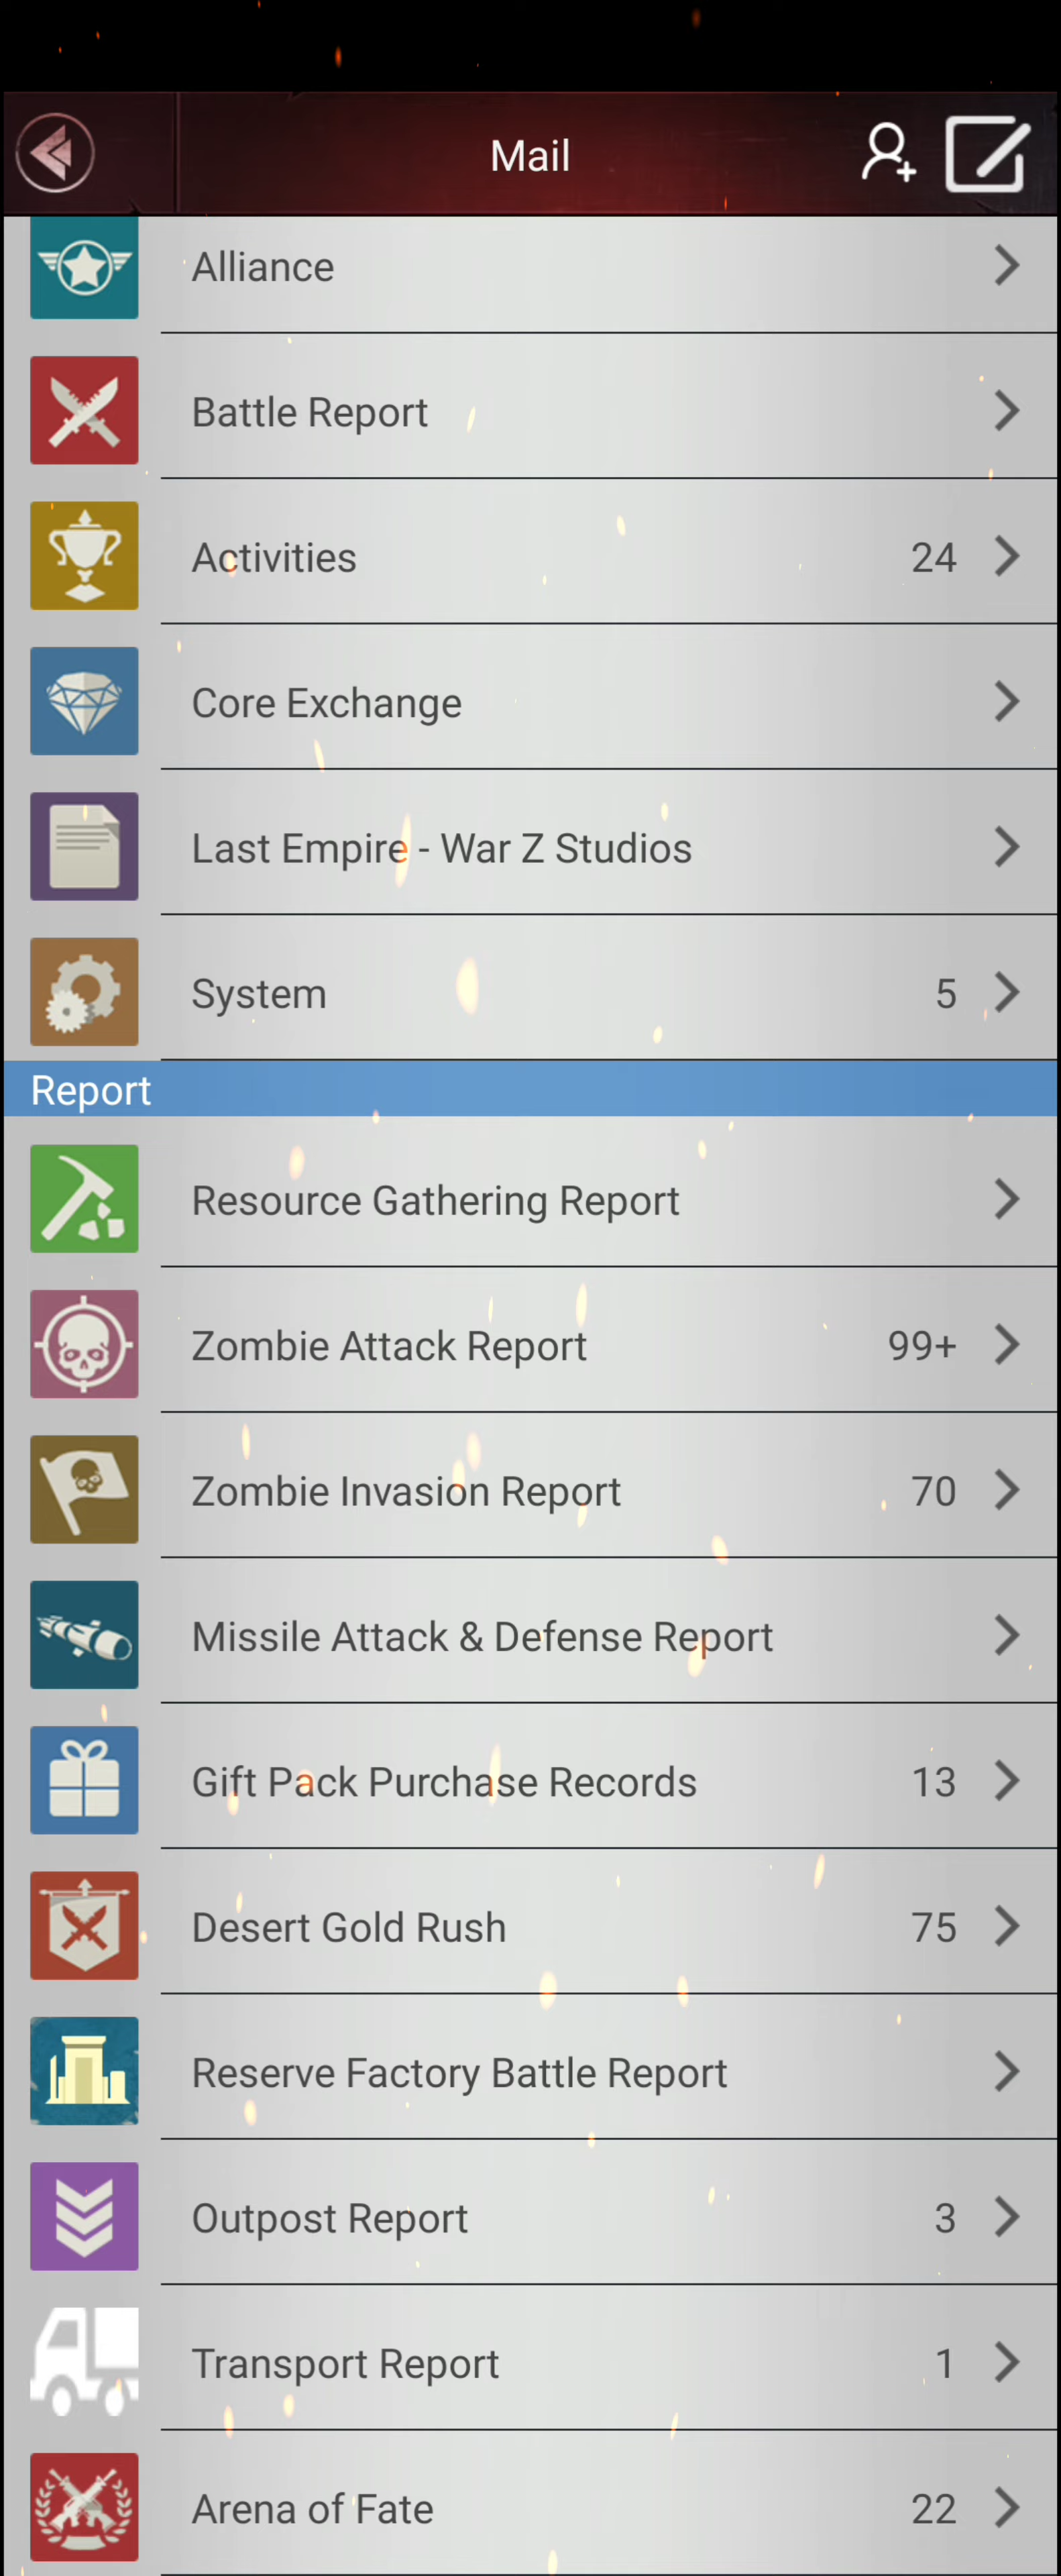 Mail
Alliance
Battle Report
Activities 24
Core Exchange
Last Empire - War Z Studios
System 5
Report
Resource Gathering Report
Zombie Attack Report 99+
Zombie Invasion Report 70
Missile Attack & Defense Report
Gift Pack Purchase Records 13
Desert Gold Rush 75
Reserve Factory Battle Report
Outpost Report 3
Transport Report 1
Arena of Fate 22